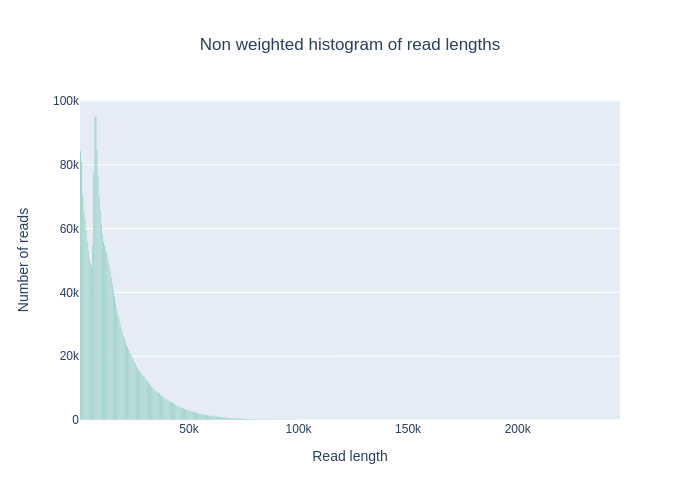 Non weighted histogram of read lengths
100k
80k
60k
40k
20k
0
Number of reads
50k
100k
150k
200k
Read length